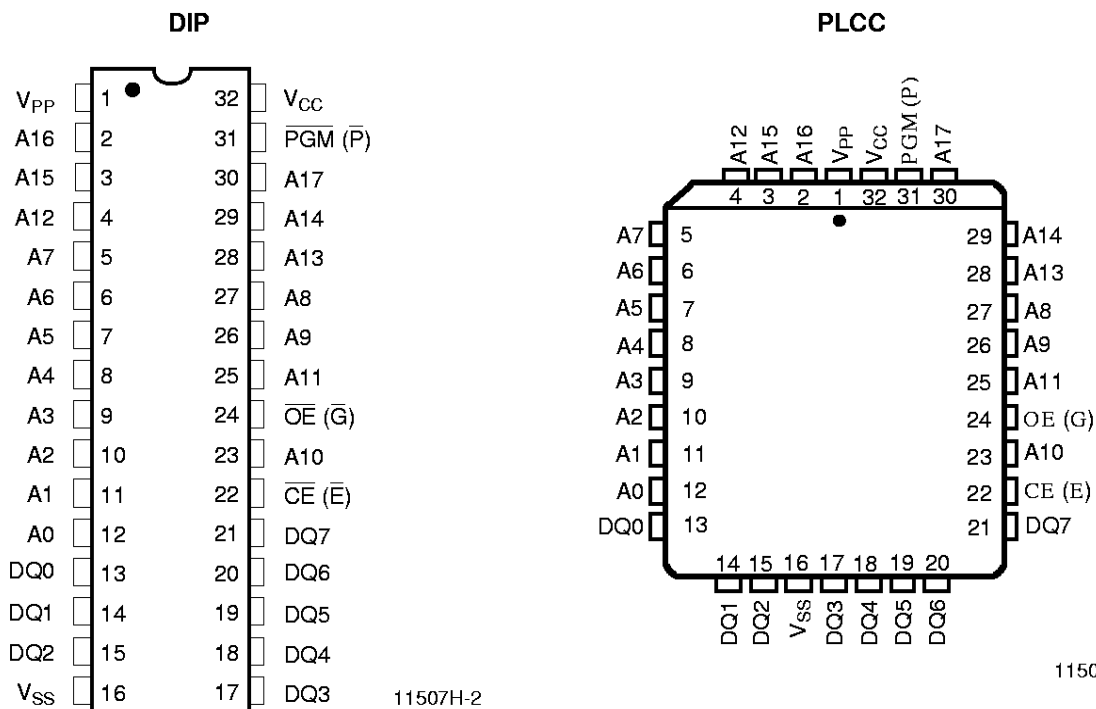 DIP
VPP 1 32 VCC
A16 2 31 P̅G̅M̅ (P̅)
A15 3 30 A17
A12 4 29 A14
A7 5 28 A13
A6 6 27 A8
A5 7 26 A9
A4 8 25 A11
A3 9 24 O̅E̅ (G̅)
A2 10 23 A10
A1 11 22 C̅E̅ (E̅)
A0 12 21 DQ7
DQ0 13 20 DQ6
DQ1 14 19 DQ5
DQ2 15 18 DQ4
VSS 16 17 DQ3
11507H-2
PLCC
A12 A15 A16 VPP VCC PGM (P) A17
4 3 2 1 32 31 30
A7 5 29 A14
A6 6 28 A13
A5 7 27 A8
A4 8 26 A9
A3 9 25 A11
A2 10 24 OE (G)
A1 11 23 A10
A0 12 22 CE (E)
DQ0 13 21 DQ7
14 15 16 17 18 19 20
DQ1 DQ2 VSS DQ3 DQ4 DQ5 DQ6
1150